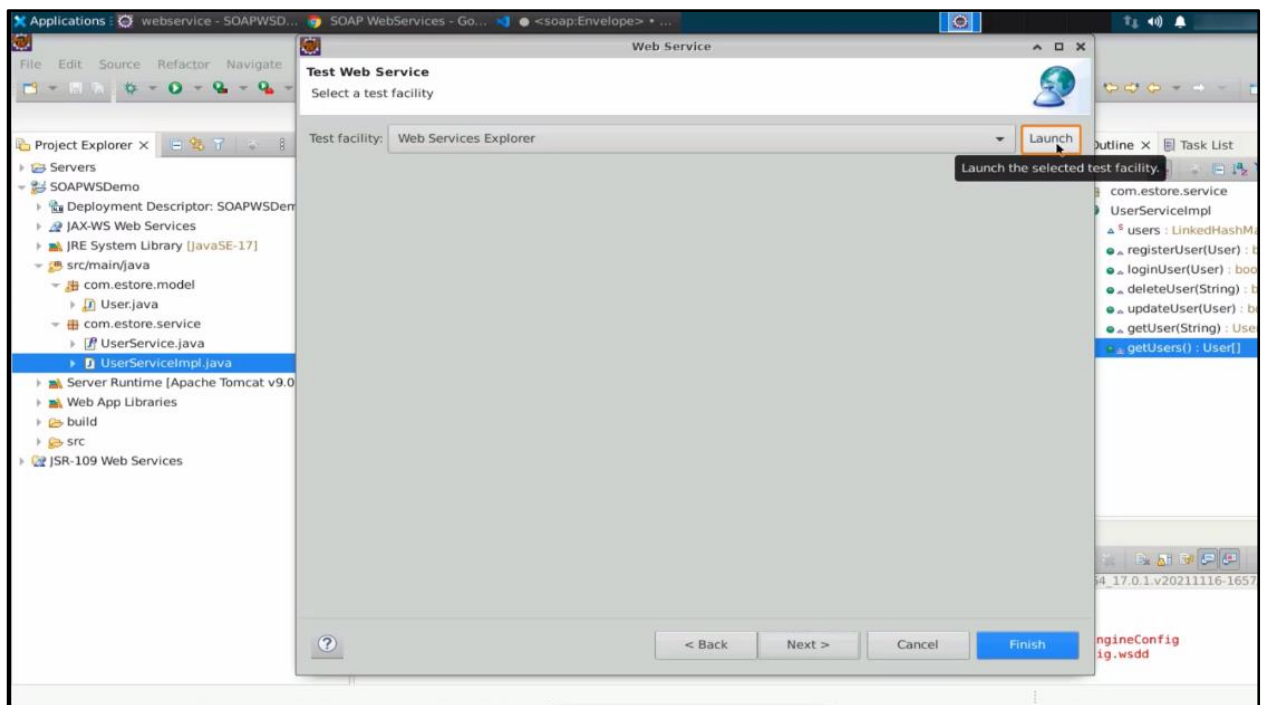 Applications : webservice - SOAPWSD... SOAP WebServices - Go... <soap:Envelope> • ...
Web Service
File Edit Source Refactor Navigate
Test Web Service
Select a test facility
Test facility: Web Services Explorer Launch
Launch the selected test facility.
Project Explorer
Servers
SOAPWSDemo
Deployment Descriptor: SOAPWSDem
JAX-WS Web Services
JRE System Library [JavaSE-17]
src/main/java
com.estore.model
User.java
com.estore.service
UserService.java
UserServiceImpl.java
Server Runtime [Apache Tomcat v9.0
Web App Libraries
build
src
JSR-109 Web Services
Outline Task List
com.estore.service
UserServiceImpl
users : LinkedHashMa
registerUser(User) : b
loginUser(User) : boo
deleteUser(String) : b
updateUser(User) : b
getUser(String) : Use
getUsers() : User[]
54_17.0.1.v20211116-1657
ngineConfig
ig.wsdd
? < Back Next > Cancel Finish